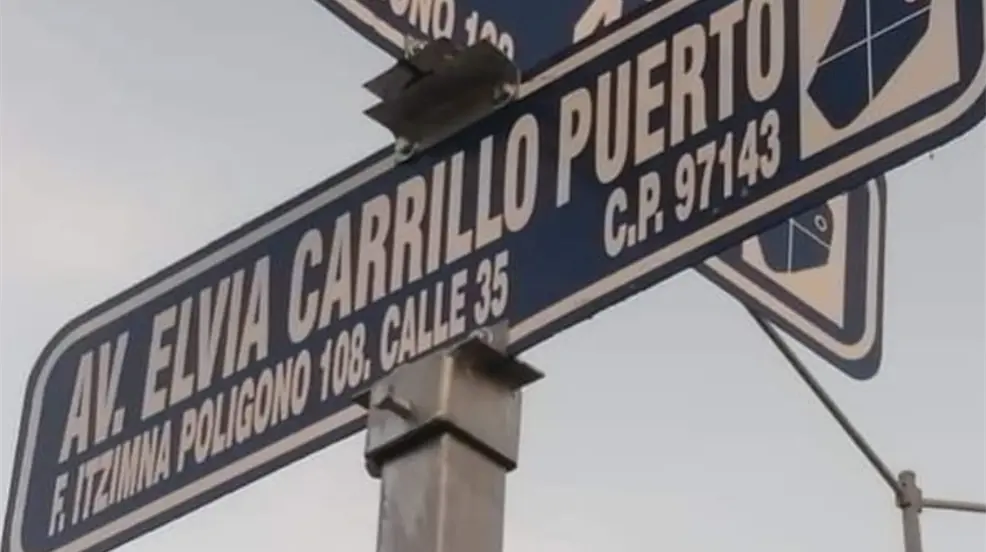 AV. ELVIA CARRILLO PUERTO
F. ITZIMNA POLIGONO 108. CALLE 35
C.P. 97143